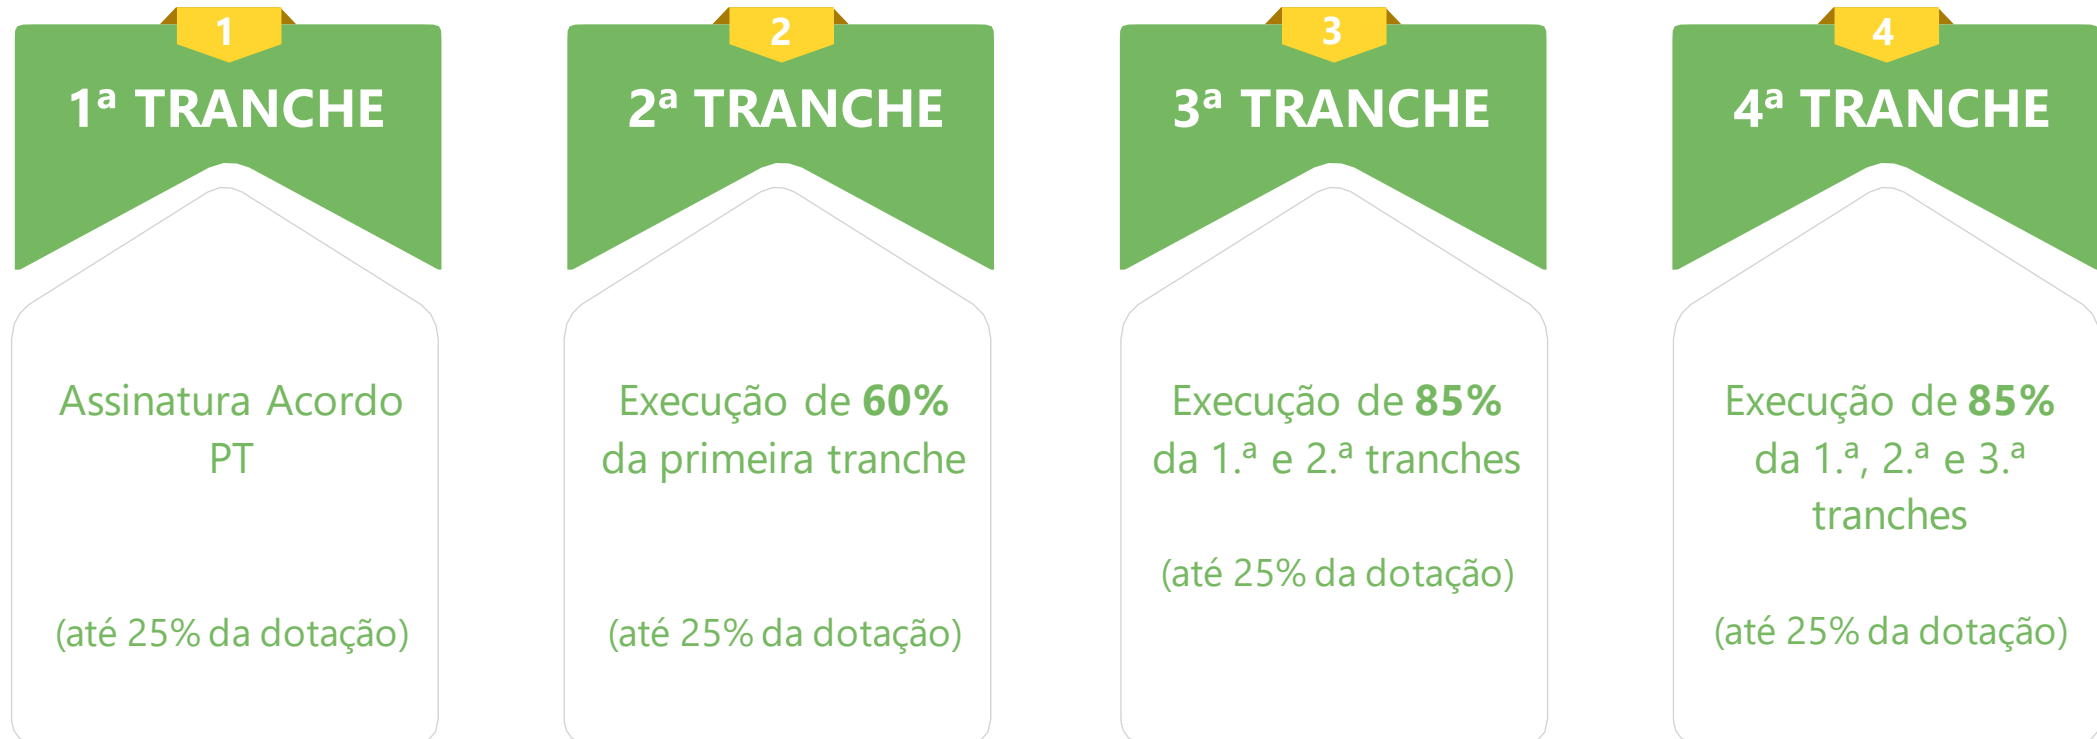 1
1ª TRANCHE
Assinatura Acordo
PT
(até 25% da dotação)
2
2ª TRANCHE
Execução de 60%
da primeira tranche
(até 25% da dotação)
3
3ª TRANCHE
Execução de 85%
da 1.ª e 2.ª tranches
(até 25% da dotação)
4
4ª TRANCHE
Execução de 85%
da 1.ª, 2.ª e 3.ª
tranches
(até 25% da dotação)